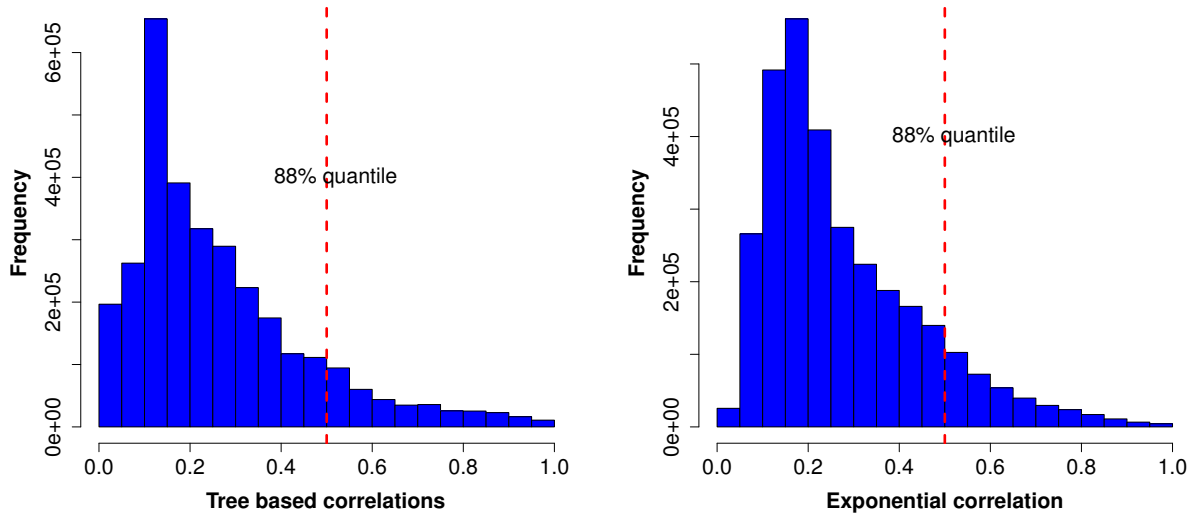 6e+05
4e+05
2e+05
0e+00
Frequency
88% quantile
0.0 0.2 0.4 0.6 0.8 1.0
Tree based correlations
4e+05
2e+05
0e+00
Frequency
88% quantile
0.0 0.2 0.4 0.6 0.8 1.0
Exponential correlation